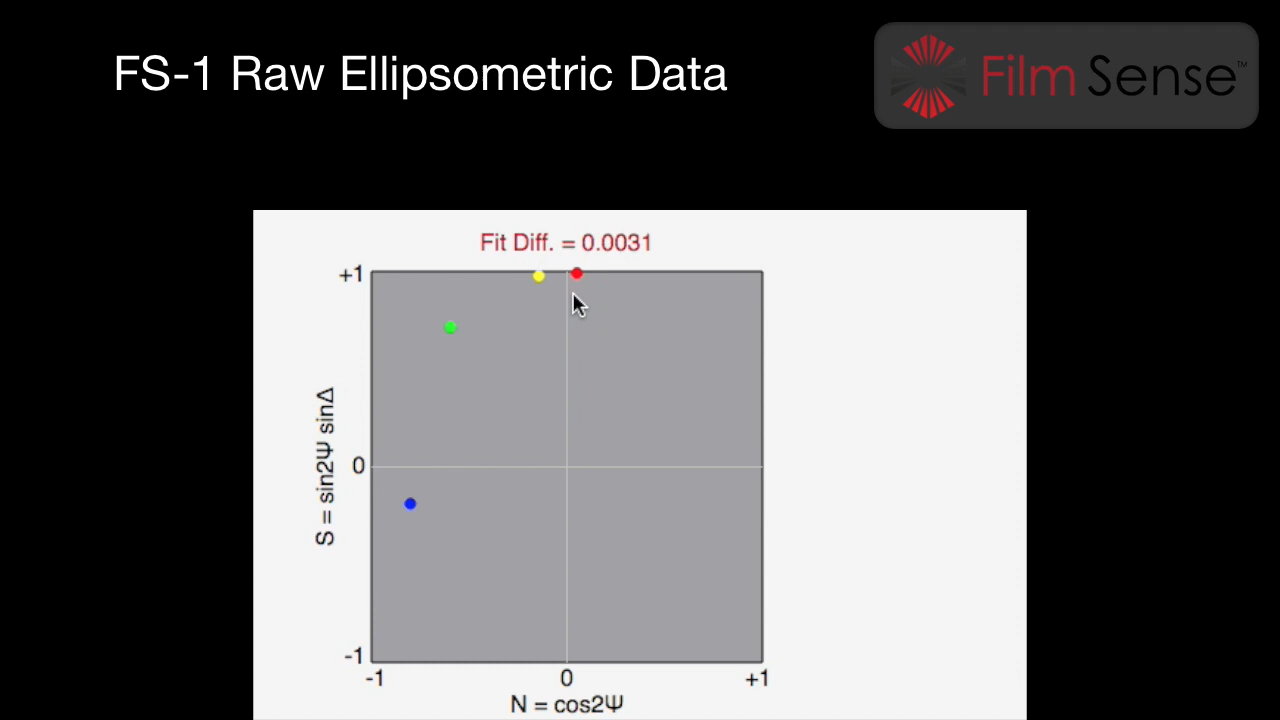 FS-1 Raw Ellipsometric Data
Film Sense™
Fit Diff. = 0.0031
+1
S = sin2Ψ sinΔ
0
-1
-1 0 +1
N = cos2Ψ